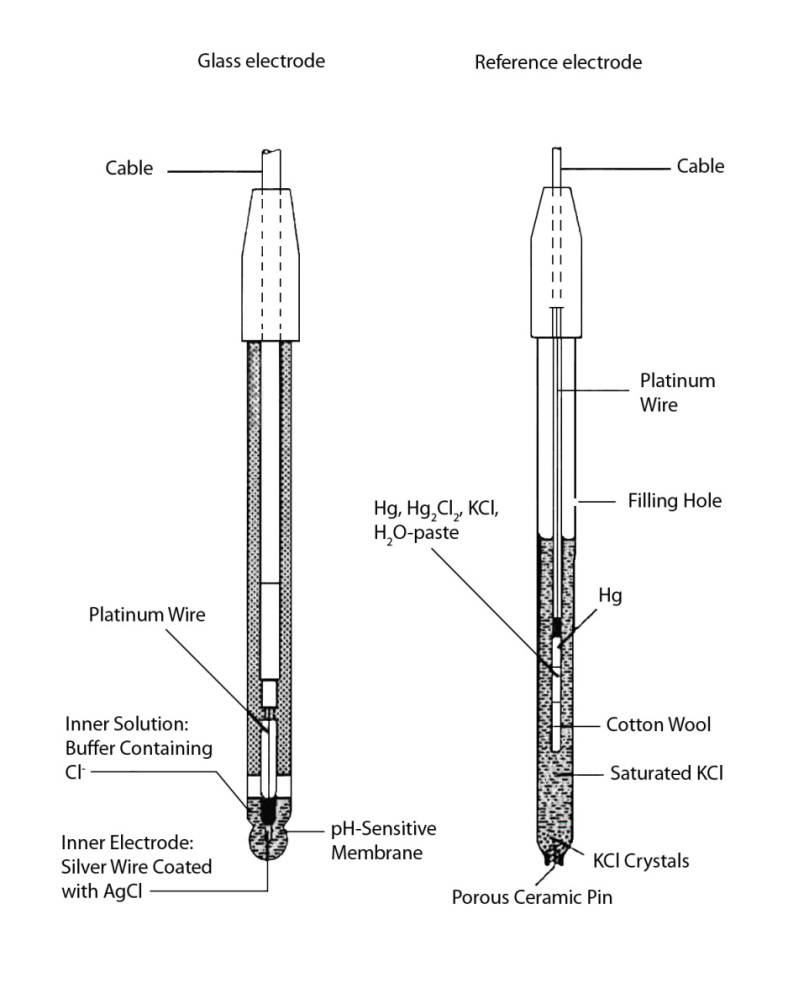 Glass electrode
Reference electrode
Cable
Cable
Platinum
Wire
Filling Hole
Hg, Hg₂Cl₂, KCl,
H₂O-paste
Hg
Platinum Wire
Inner Solution:
Buffer Containing
Cl⁻
Cotton Wool
Saturated KCl
pH-Sensitive
Membrane
Inner Electrode:
Silver Wire Coated
with AgCl
KCl Crystals
Porous Ceramic Pin